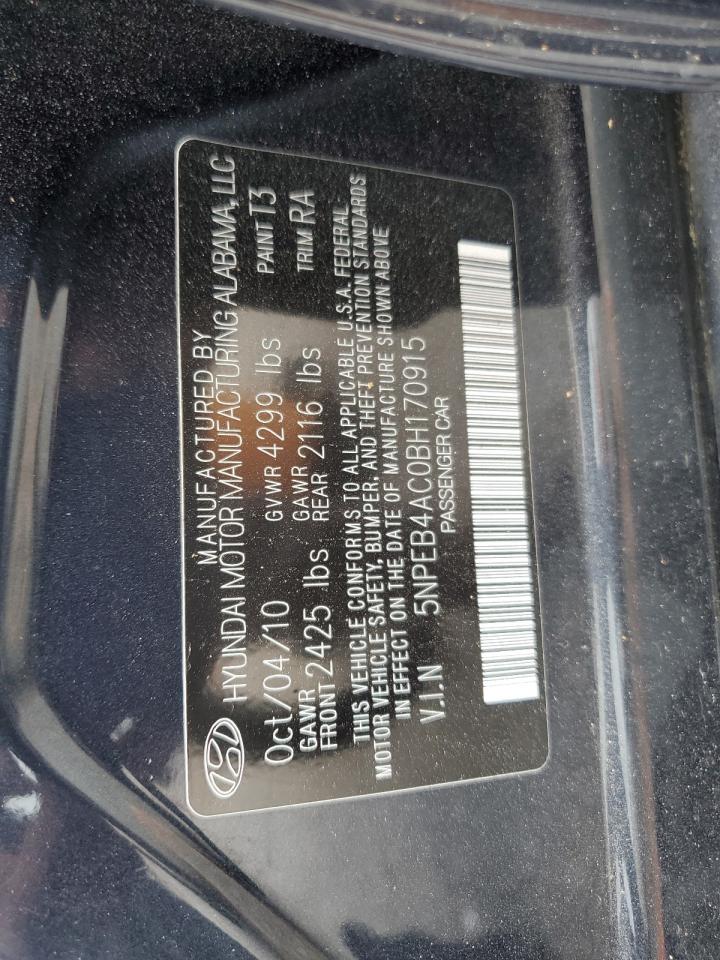 MANUFACTURED BY
HYUNDAI MOTOR MANUFACTURING ALABAMA, LLC
Oct/04/10 GVWR 4299 lbs PAINT T3
GAWR FRONT 2425 lbs GAWR REAR 2116 lbs TRIM RA
THIS VEHICLE CONFORMS TO ALL APPLICABLE U.S.A. FEDERAL
MOTOR VEHICLE SAFETY, BUMPER, AND THEFT PREVENTION STANDARDS
IN EFFECT ON THE DATE OF MANUFACTURE SHOWN ABOVE
V.I.N 5NPEB4AC0BH170915
PASSENGER CAR